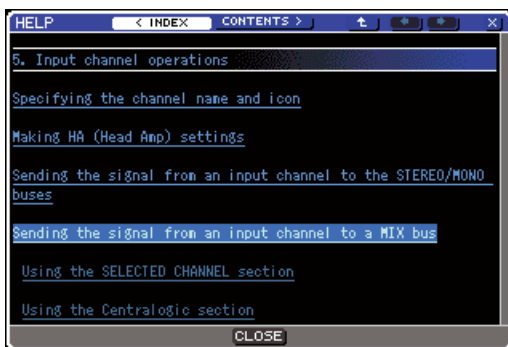 HELP < INDEX CONTENTS > X
5. Input channel operations
Specifying the channel name and icon
Making HA (Head Amp) settings
Sending the signal from an input channel to the STEREO/MONO
buses
Sending the signal from an input channel to a MIX bus
Using the SELECTED CHANNEL section
Using the Centralogic section
CLOSE